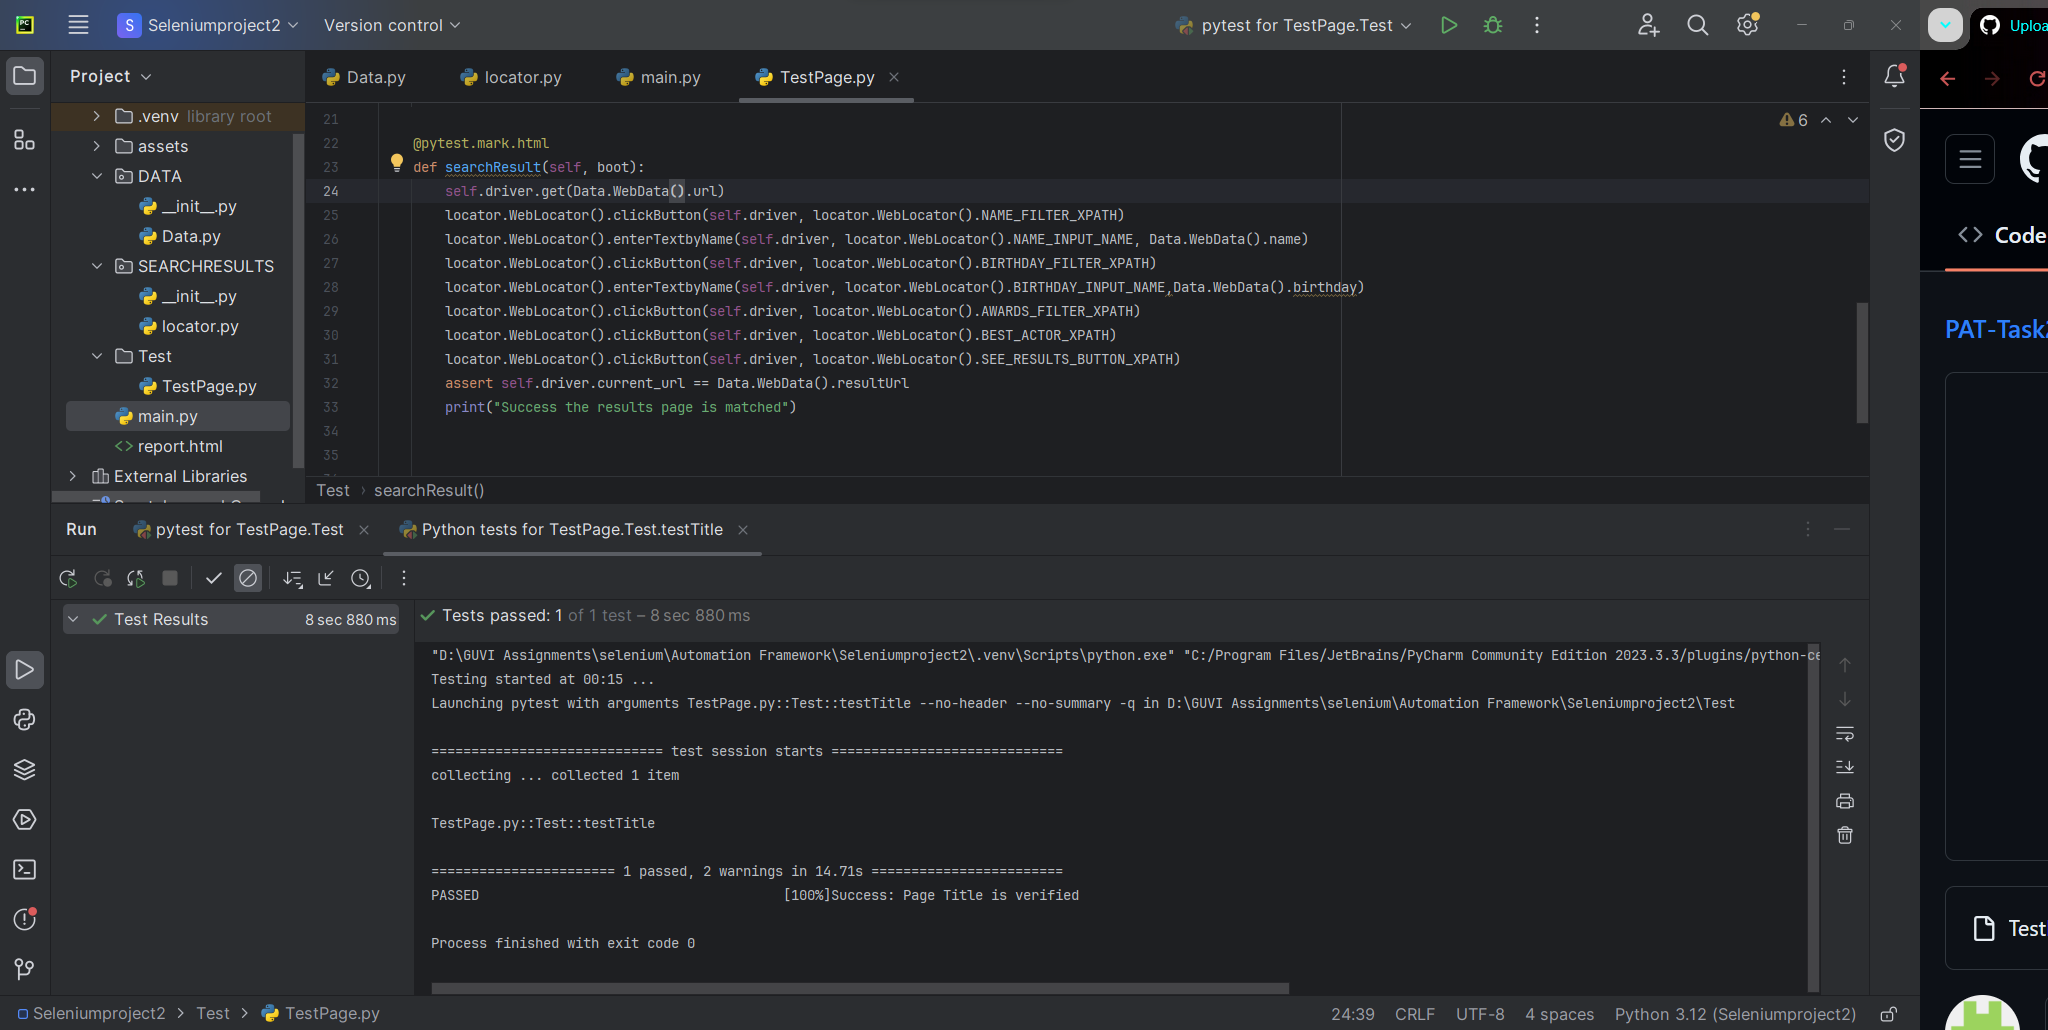 S Seleniumproject2 Version control pytest for TestPage.Test
Project
Data.py locator.py main.py TestPage.py
.venv library root
assets
DATA
__init__.py
Data.py
SEARCHRESULTS
__init__.py
locator.py
Test
TestPage.py
main.py
report.html
External Libraries
6
21
22 @pytest.mark.html
23 def searchResult(self, boot):
24 self.driver.get(Data.WebData().url)
25 locator.WebLocator().clickButton(self.driver, locator.WebLocator().NAME_FILTER_XPATH)
26 locator.WebLocator().enterTextbyName(self.driver, locator.WebLocator().NAME_INPUT_NAME, Data.WebData().name)
27 locator.WebLocator().clickButton(self.driver, locator.WebLocator().BIRTHDAY_FILTER_XPATH)
28 locator.WebLocator().enterTextbyName(self.driver, locator.WebLocator().BIRTHDAY_INPUT_NAME,Data.WebData().birthday)
29 locator.WebLocator().clickButton(self.driver, locator.WebLocator().AWARDS_FILTER_XPATH)
30 locator.WebLocator().clickButton(self.driver, locator.WebLocator().BEST_ACTOR_XPATH)
31 locator.WebLocator().clickButton(self.driver, locator.WebLocator().SEE_RESULTS_BUTTON_XPATH)
32 assert self.driver.current_url == Data.WebData().resultUrl
33 print("Success the results page is matched")
34
35
Test › searchResult()
Run pytest for TestPage.Test Python tests for TestPage.Test.testTitle
Test Results 8 sec 880 ms
Tests passed: 1 of 1 test – 8 sec 880 ms
"D:\GUVI Assignments\selenium\Automation Framework\Seleniumproject2\.venv\Scripts\python.exe" "C:/Program Files/JetBrains/PyCharm Community Edition 2023.3.3/plugins/python-ce
Testing started at 00:15 ...
Launching pytest with arguments TestPage.py::Test::testTitle --no-header --no-summary -q in D:\GUVI Assignments\selenium\Automation Framework\Seleniumproject2\Test
============================= test session starts =============================
collecting ... collected 1 item
TestPage.py::Test::testTitle
======================= 1 passed, 2 warnings in 14.71s ========================
PASSED [100%]Success: Page Title is verified
Process finished with exit code 0
Seleniumproject2 > Test > TestPage.py 24:39 CRLF UTF-8 4 spaces Python 3.12 (Seleniumproject2)
Uploa
<> Code
PAT-Task2
Test